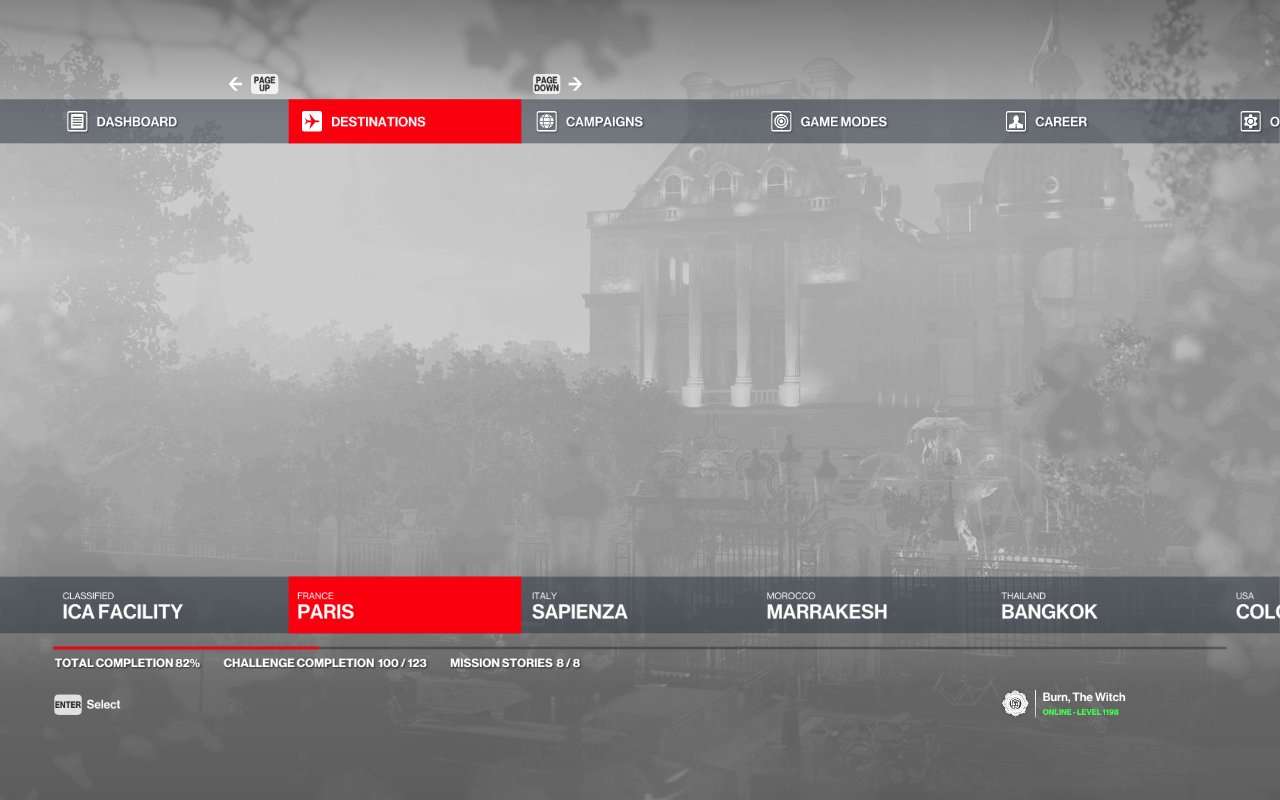 PAGE UP
PAGE DOWN
DASHBOARD
DESTINATIONS
CAMPAIGNS
GAME MODES
CAREER
O
CLASSIFIED
ICA FACILITY
FRANCE
PARIS
ITALY
SAPIENZA
MOROCCO
MARRAKESH
THAILAND
BANGKOK
USA
COLO
TOTAL COMPLETION 82%
CHALLENGE COMPLETION 100 / 123
MISSION STORIES 8 / 8
ENTER Select
Burn, The Witch
ONLINE - LEVEL 1198